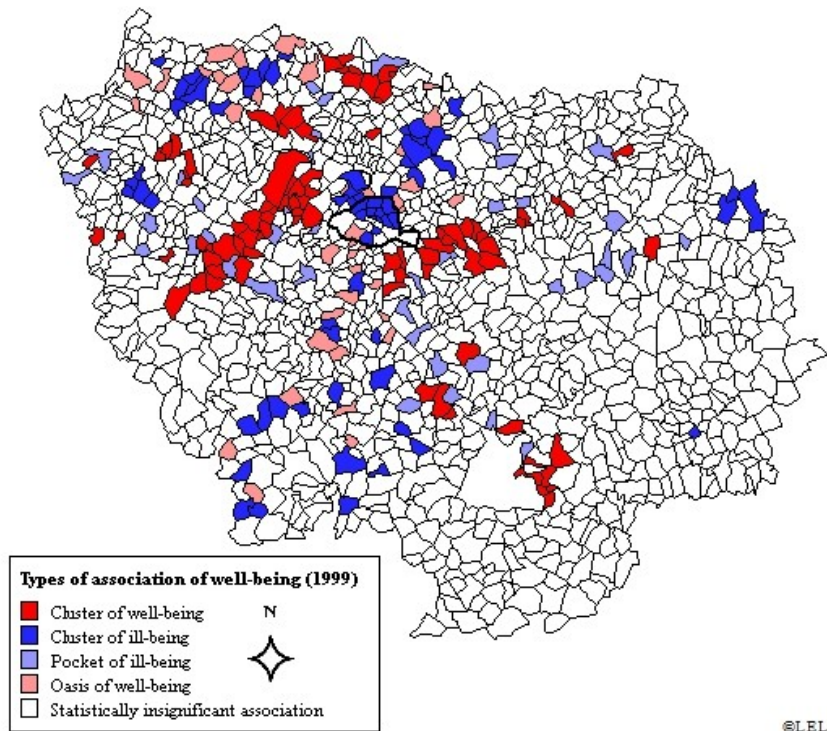 Types of association of well-being (1999)
Cluster of well-being
N
Cluster of ill-being
Pocket of ill-being
Oasis of well-being
Statistically insignificant association
©LEL